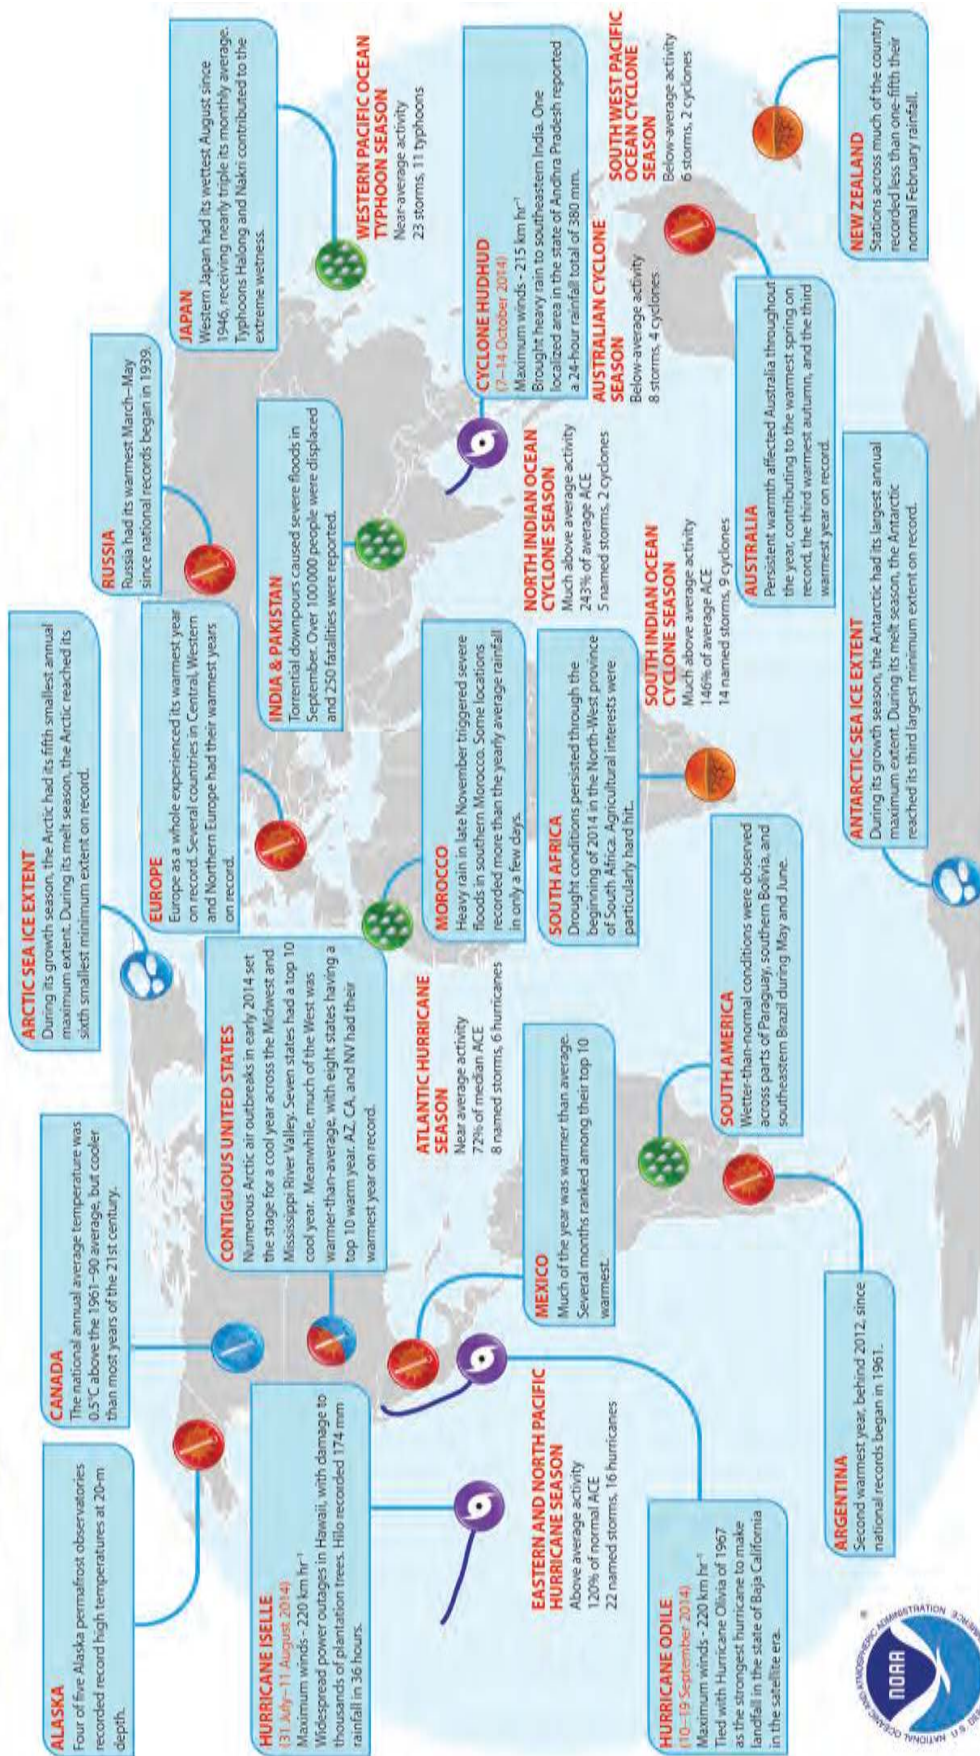 ALASKA
Four of five Alaska permafrost observatories
recorded record high temperatures at 20-m
depth.
CANADA
The national annual average temperature was
0.5°C above the 1961–90 average, but cooler
than most years of the 21st century.
ARCTIC SEA ICE EXTENT
During its growth season, the Arctic had its fifth smallest annual
maximum extent. During its melt season, the Arctic reached its
sixth smallest minimum extent on record.
EUROPE
Europe as a whole experienced its warmest year
on record. Several countries in Central, Western
and Northern Europe had their warmest years
on record.
RUSSIA
Russia had its warmest March–May
since national records began in 1939.
JAPAN
Western Japan had its wettest August since
1946, receiving nearly triple its monthly average.
Typhoons Halong and Nakri contributed to the
extreme wetness.
HURRICANE ISELLE
(31 July–11 August 2014)
Maximum winds - 220 km hr⁻¹
Widespread power outages in Hawaii, with damage to
thousands of plantation trees. Hilo recorded 174 mm
rainfall in 36 hours.
CONTIGUOUS UNITED STATES
Numerous Arctic air outbreaks in early 2014 set
the stage for a cool year across the Midwest and
Mississippi River Valley. Seven states had a top 10
cool year. Meanwhile, much of the West was
warmer-than-average, with eight states having a
top 10 warm year. AZ, CA, and NV had their
warmest year on record.
INDIA & PAKISTAN
Torrential downpours caused severe floods in
September. Over 100 000 people were displaced
and 250 fatalities were reported.
WESTERN PACIFIC OCEAN
TYPHOON SEASON
Near-average activity
23 storms, 11 typhoons
ATLANTIC HURRICANE
SEASON
Near average activity
72% of median ACE
8 named storms, 6 hurricanes
MOROCCO
Heavy rain in late November triggered severe
floods in southern Morocco. Some locations
recorded more than the yearly average rainfall
in only a few days.
CYCLONE HUDHUD
(7–14 October 2014)
Maximum winds - 215 km hr⁻¹
Brought heavy rain to southeastern India. One
localized area in the state of Andhra Pradesh reported
a 24-hour rainfall total of 380 mm.
EASTERN AND NORTH PACIFIC
HURRICANE SEASON
Above average activity
120% of normal ACE
22 named storms, 16 hurricanes
MEXICO
Much of the year was warmer than average.
Several months ranked among their top 10
warmest.
NORTH INDIAN OCEAN
CYCLONE SEASON
Much above average activity
243% of average ACE
5 named storms, 2 cyclones
SOUTH AFRICA
Drought conditions persisted through the
beginning of 2014 in the North-West province
of South Africa. Agricultural interests were
particularly hard hit.
AUSTRALIAN CYCLONE
SEASON
Below-average activity
8 storms, 4 cyclones
SOUTH WEST PACIFIC
OCEAN CYCLONE
SEASON
Below-average activity
6 storms, 2 cyclones
HURRICANE ODILE
(10–19 September 2014)
Maximum winds - 220 km hr⁻¹
Tied with Hurricane Olivia of 1967
as the strongest hurricane to make
landfall in the state of Baja California
in the satellite era.
SOUTH INDIAN OCEAN
CYCLONE SEASON
Much above average activity
146% of average ACE
14 named storms, 9 cyclones
SOUTH AMERICA
Wetter-than-normal conditions were observed
across parts of Paraguay, southern Bolivia, and
southeastern Brazil during May and June.
AUSTRALIA
Persistent warmth affected Australia throughout
the year, contributing to the warmest spring on
record, the third warmest autumn, and the third
warmest year on record.
ARGENTINA
Second warmest year, behind 2012, since
national records began in 1961.
ANTARCTIC SEA ICE EXTENT
During its growth season, the Antarctic had its largest annual
maximum extent. During its melt season, the Antarctic
reached its third largest minimum extent on record.
NEW ZEALAND
Stations across much of the country
recorded less than one-fifth their
normal February rainfall.
NATIONAL OCEANIC AND ATMOSPHERIC ADMINISTRATION
NOAA